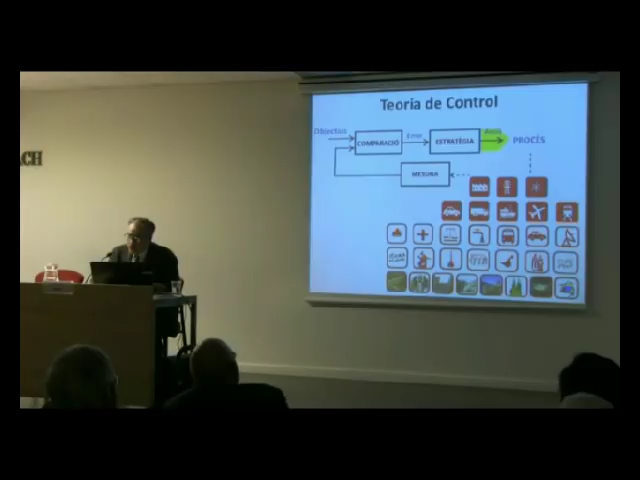 ACH
Teoria de Control
Objectius
COMPARACIÓ
Error
ESTRATÈGIA
Acció
PROCÉS
MESURA